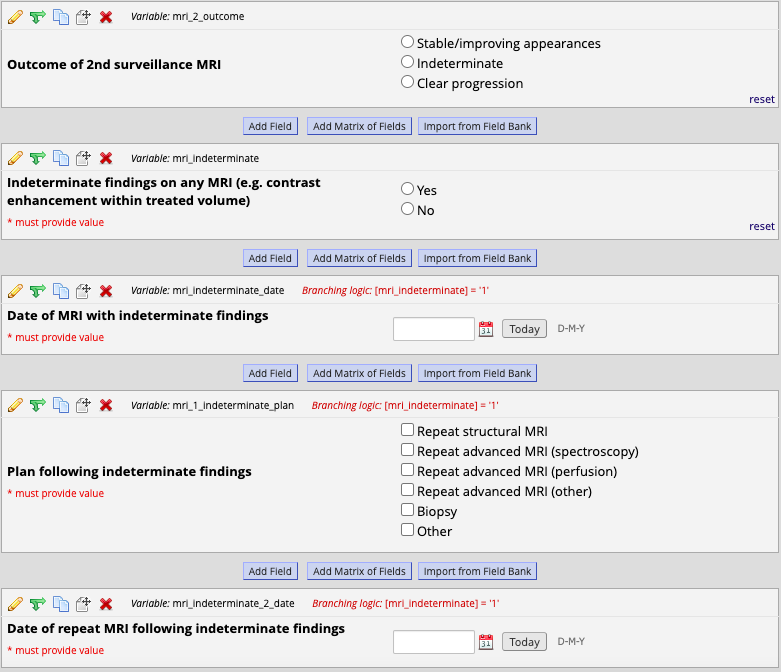 Variable: mri_2_outcome
Outcome of 2nd surveillance MRI
Stable/improving appearances
Indeterminate
Clear progression
reset
Add Field Add Matrix of Fields Import from Field Bank
Variable: mri_indeterminate
Indeterminate findings on any MRI (e.g. contrast
enhancement within treated volume)
* must provide value
Yes
No
reset
Add Field Add Matrix of Fields Import from Field Bank
Variable: mri_indeterminate_date Branching logic: [mri_indeterminate] = '1'
Date of MRI with indeterminate findings
* must provide value
31 Today D-M-Y
Add Field Add Matrix of Fields Import from Field Bank
Variable: mri_1_indeterminate_plan Branching logic: [mri_indeterminate] = '1'
Plan following indeterminate findings
* must provide value
Repeat structural MRI
Repeat advanced MRI (spectroscopy)
Repeat advanced MRI (perfusion)
Repeat advanced MRI (other)
Biopsy
Other
Add Field Add Matrix of Fields Import from Field Bank
Variable: mri_indeterminate_2_date Branching logic: [mri_indeterminate] = '1'
Date of repeat MRI following indeterminate findings
* must provide value
31 Today D-M-Y